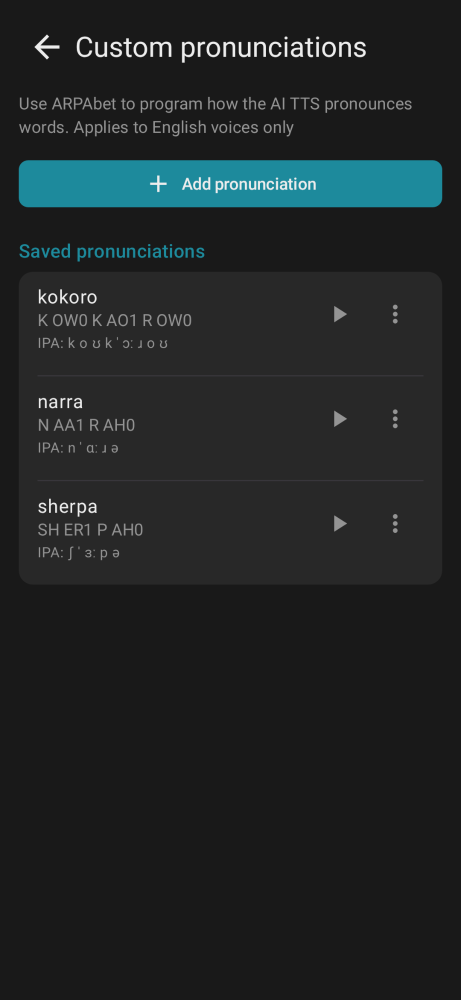 Custom pronunciations
Use ARPAbet to program how the AI TTS pronounces
words. Applies to English voices only
Add pronunciation
Saved pronunciations
kokoro
K OW0 K AO1 R OW0
IPA: k o ʊ k ˈ ɔː ɹ o ʊ
narra
N AA1 R AH0
IPA: n ˈ ɑː ɹ ə
sherpa
SH ER1 P AH0
IPA: ʃ ˈ ɜː p ə